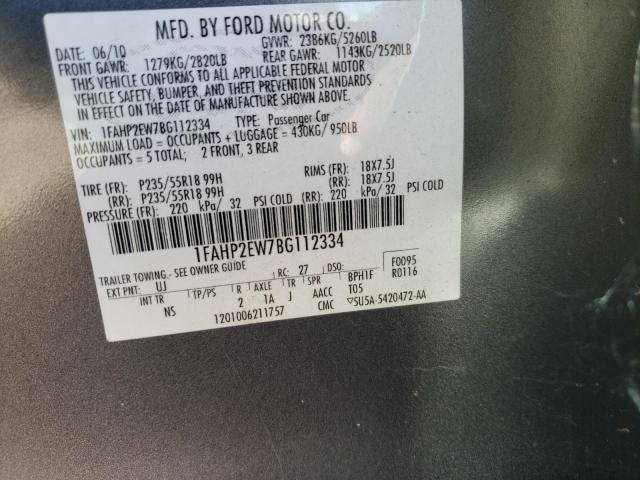 MFD. BY FORD MOTOR CO.
DATE: 06/10 GVWR: 2386KG/5260LB
FRONT GAWR: 1279KG/2820LB REAR GAWR: 1143KG/2520LB
THIS VEHICLE CONFORMS TO ALL APPLICABLE FEDERAL MOTOR
VEHICLE SAFETY, BUMPER, AND THEFT PREVENTION STANDARDS
IN EFFECT ON THE DATE OF MANUFACTURE SHOWN ABOVE.
VIN: 1FAHP2EW7BG112334 TYPE: Passenger Car
MAXIMUM LOAD = OCCUPANTS + LUGGAGE = 430KG/ 950LB
OCCUPANTS = 5 TOTAL; 2 FRONT, 3 REAR
TIRE (FR): P235/55R18 99H RIMS (FR): 18X7.5J
(RR): P235/55R18 99H (RR): 18X7.5J
PRESSURE (FR): 220 kPa/ 32 PSI COLD (RR): 220 kPa/ 32 PSI COLD
1FAHP2EW7BG112334
TRAILER TOWING - SEE OWNER GUIDE
EXT PNT: UJ RC: 27 DSO: F0095
INT TR TP/PS R AXLE TR SPR BPH1F R0116
NS 2 1A J AACC T05
1201006211757 CMC ▽5U5A-5420472-AA